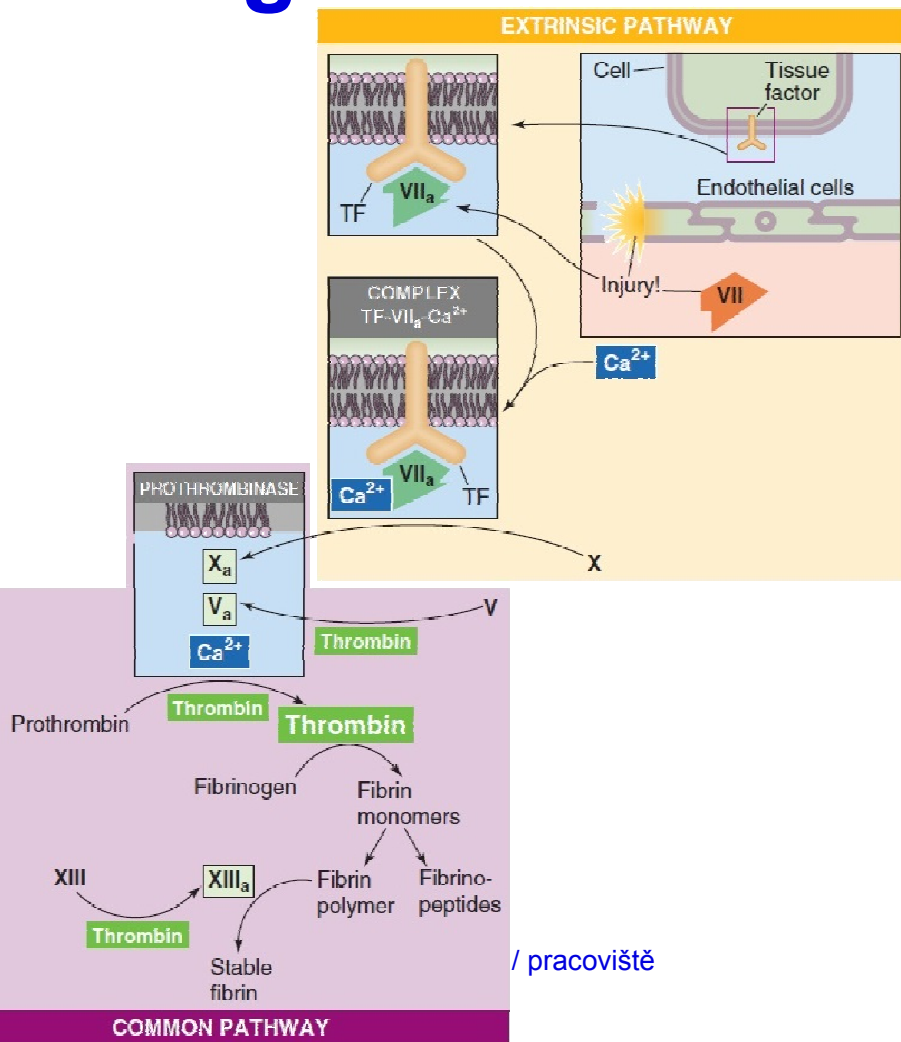 EXTRINSIC PATHWAY
Cell
Tissue
factor
Endothelial cells
Injury!
VII
TF
VIIa
COMPLEX
TF-VIIa-Ca2+
Ca2+
Ca2+
VIIa
TF
X
PROTHROMBINASE
Xa
Va
Ca2+
V
Thrombin
Prothrombin
Thrombin
Thrombin
Fibrinogen
Fibrin
monomers
XIII
XIIIa
Thrombin
Fibrin
polymer
Fibrino-
peptides
Stable
fibrin
/ pracoviště
COMMON PATHWAY